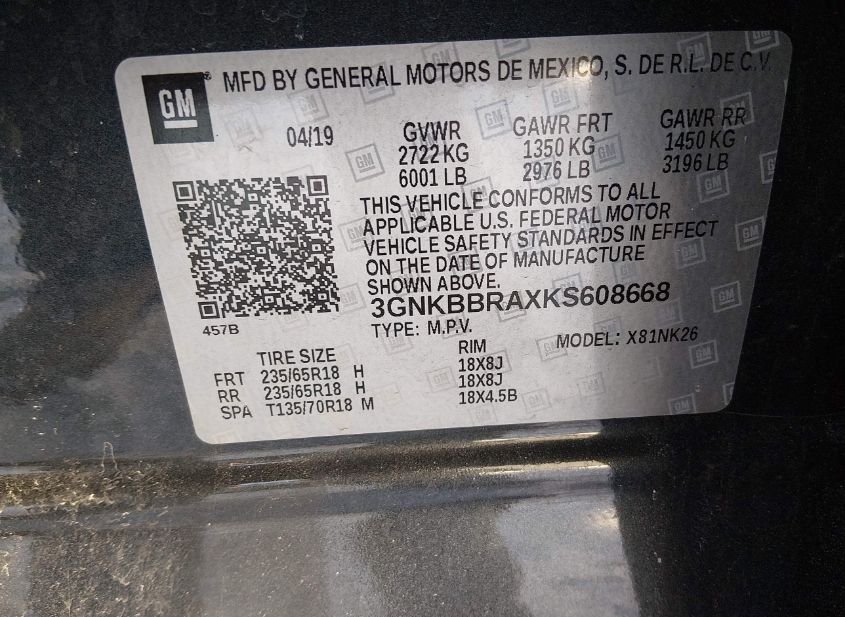 GM
MFD BY GENERAL MOTORS DE MEXICO, S. DE R.L. DE C.V.
04/19
GVWR GAWR FRT GAWR RR
2722 KG 1350 KG 1450 KG
6001 LB 2976 LB 3196 LB
THIS VEHICLE CONFORMS TO ALL
APPLICABLE U.S. FEDERAL MOTOR
VEHICLE SAFETY STANDARDS IN EFFECT
ON THE DATE OF MANUFACTURE
SHOWN ABOVE.
3GNKBBRAXKS608668
457B
TYPE: M.P.V. MODEL: X81NK26
TIRE SIZE RIM
FRT 235/65R18 H 18X8J
RR 235/65R18 H 18X8J
SPA T135/70R18 M 18X4.5B